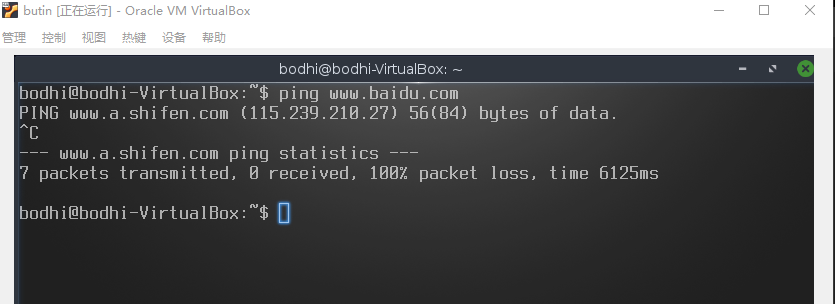 butin [正在运行] - Oracle VM VirtualBox
管理 控制 视图 热键 设备 帮助
bodhi@bodhi-VirtualBox: ~
bodhi@bodhi-VirtualBox:~$ ping www.baidu.com
PING www.a.shifen.com (115.239.210.27) 56(84) bytes of data.
^C
--- www.a.shifen.com ping statistics ---
7 packets transmitted, 0 received, 100% packet loss, time 6125ms
bodhi@bodhi-VirtualBox:~$